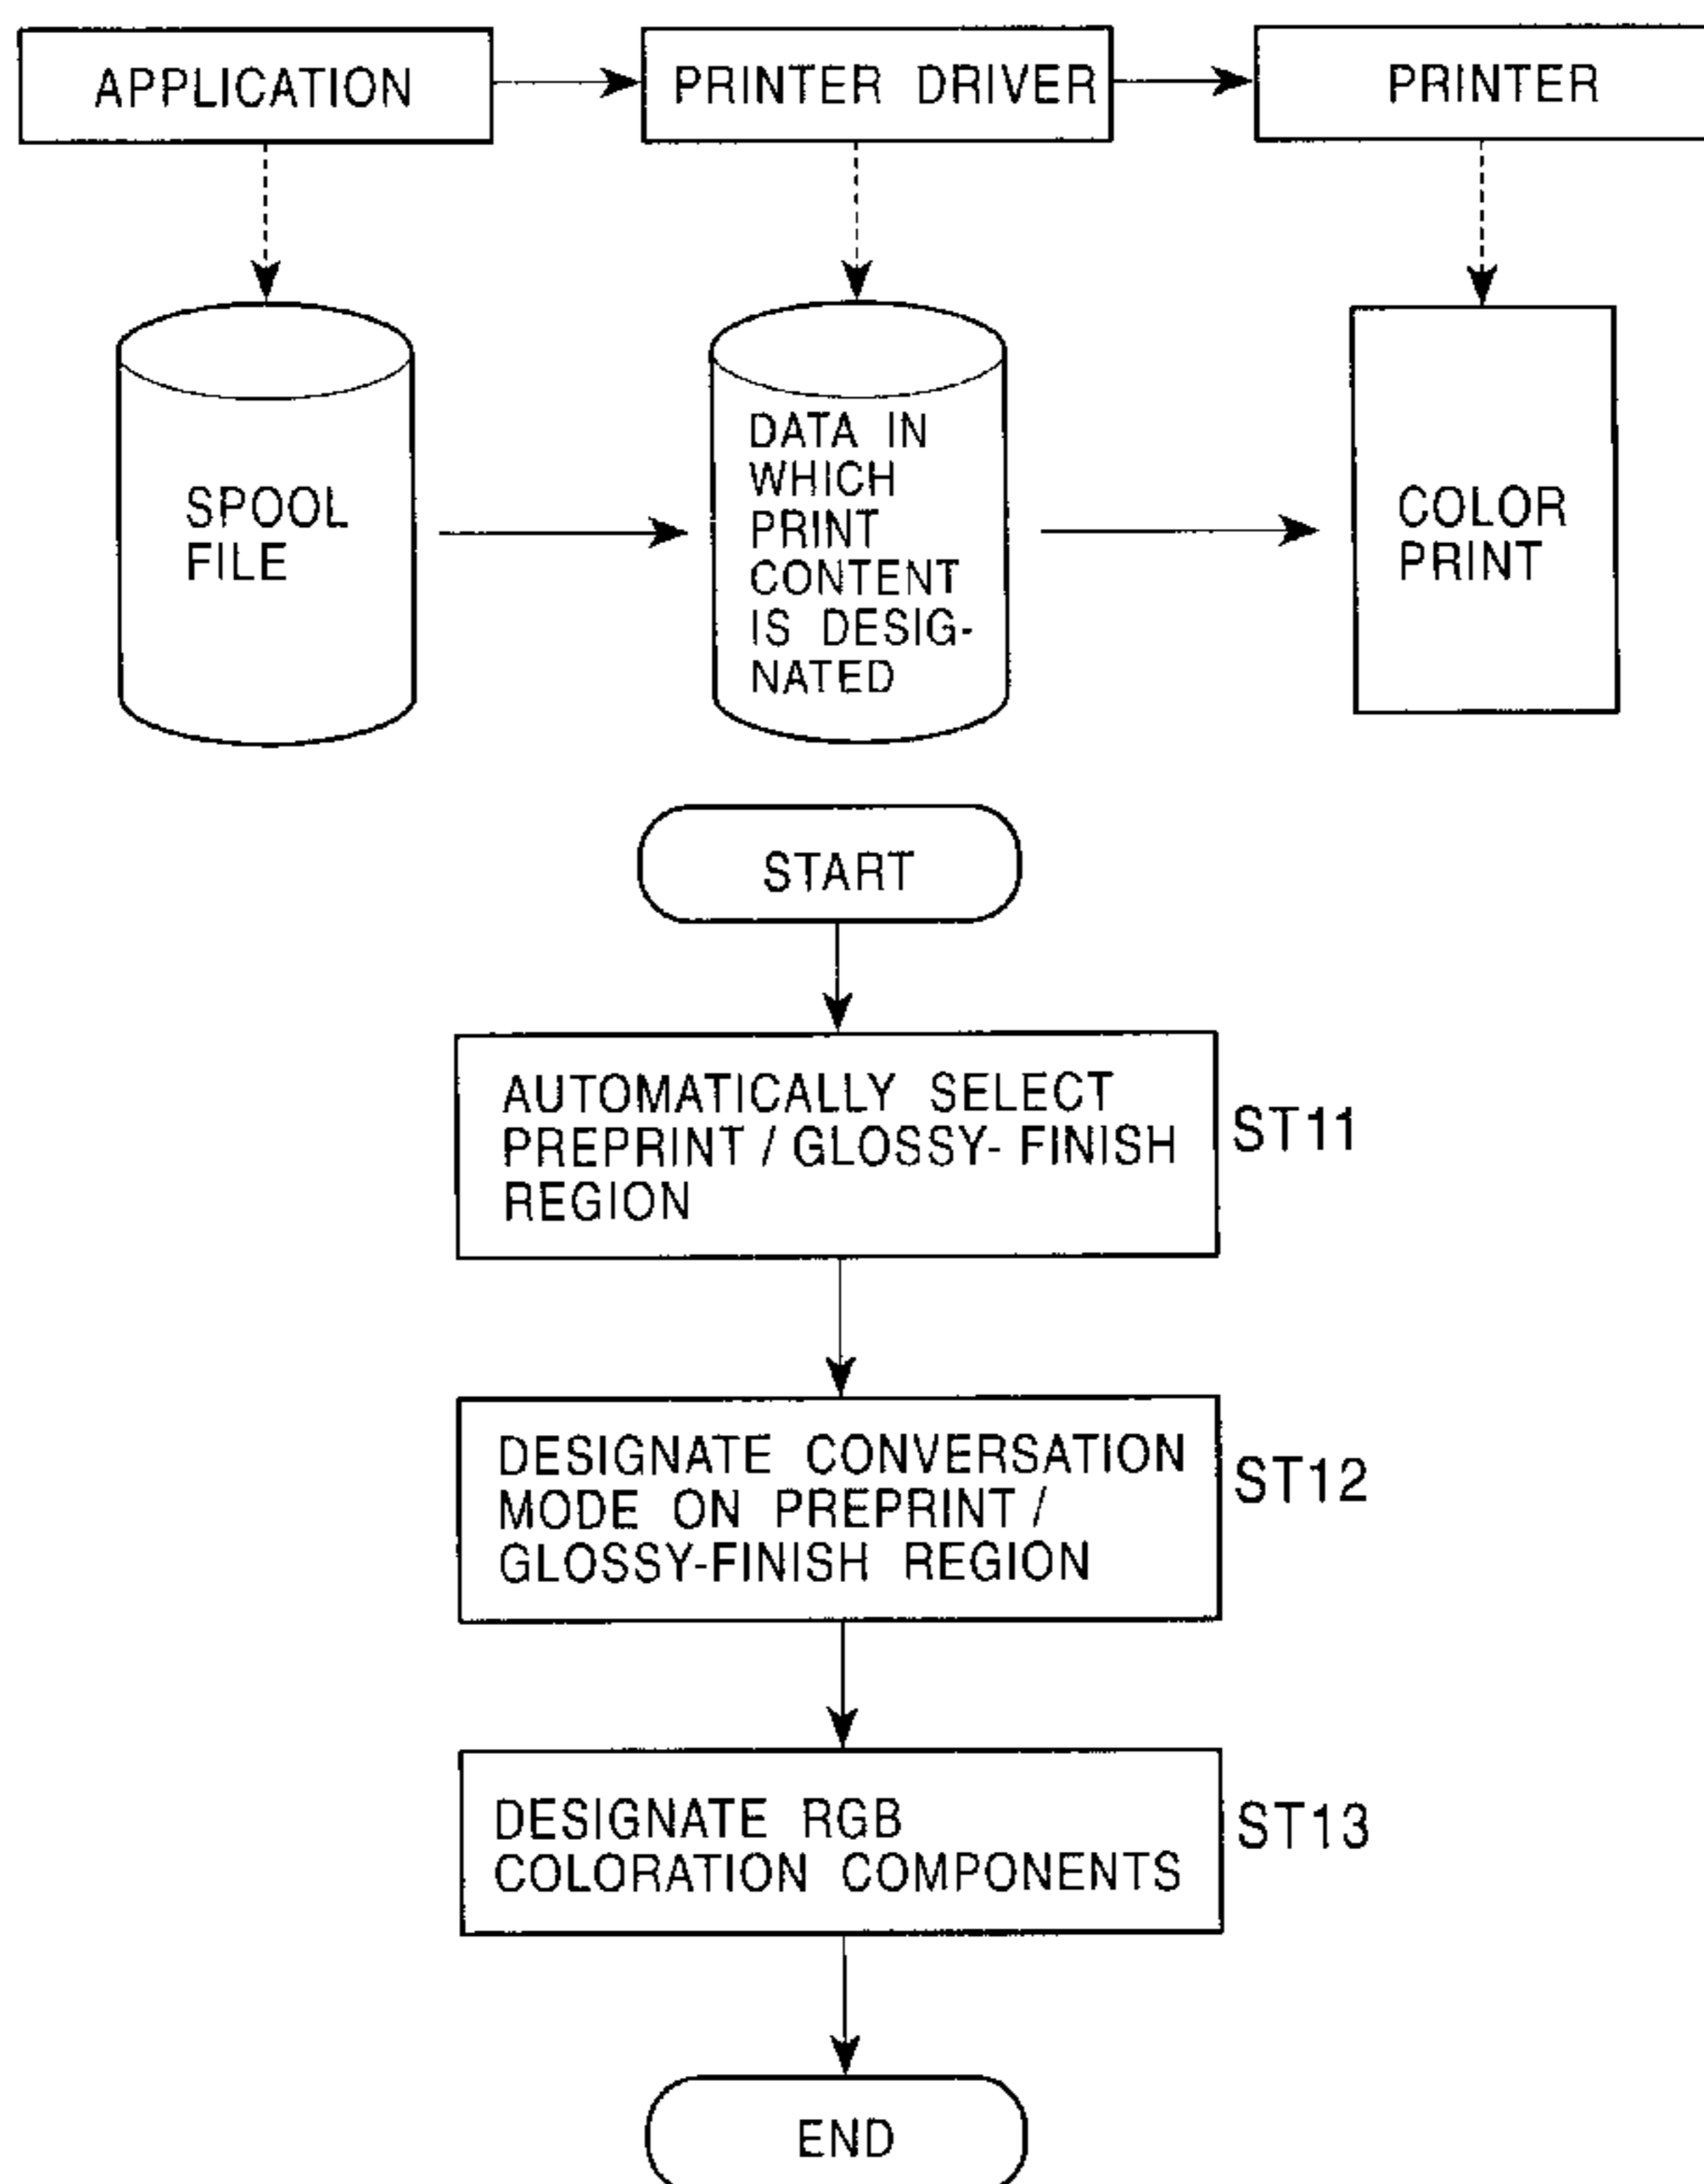 APPLICATION
PRINTER DRIVER
PRINTER
SPOOL
FILE
DATA IN
WHICH
PRINT
CONTENT
IS DESIG-
NATED
COLOR
PRINT
START
AUTOMATICALLY SELECT
PREPRINT / GLOSSY- FINISH
REGION
ST11
DESIGNATE CONVERSATION
MODE ON PREPRINT /
GLOSSY-FINISH REGION
ST12
DESIGNATE RGB
COLORATION COMPONENTS
ST13
END